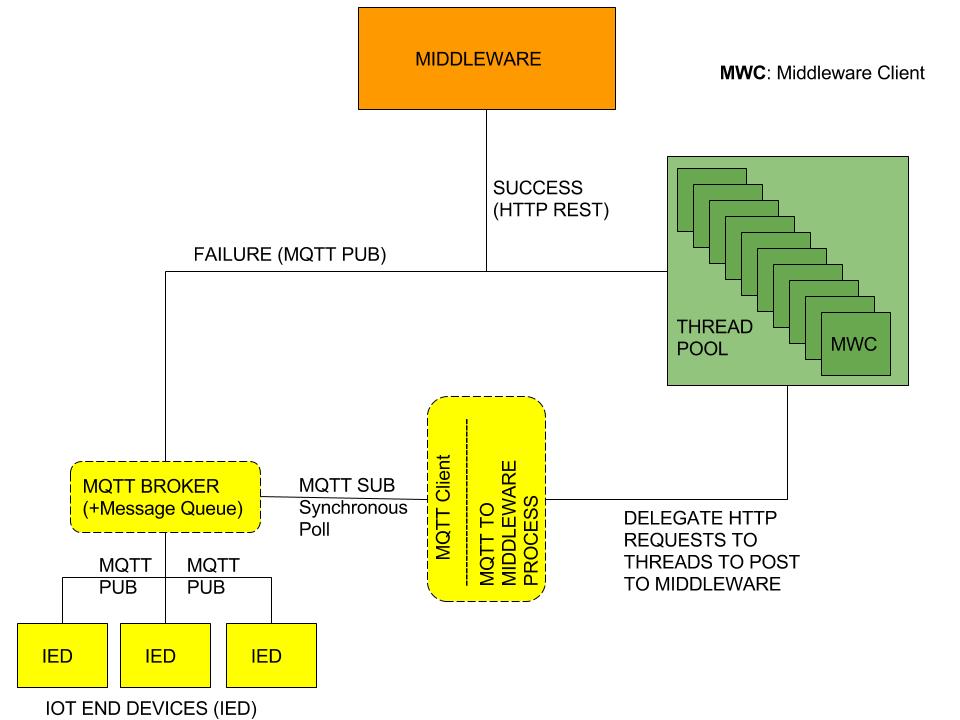 MIDDLEWARE
MWC: Middleware Client
SUCCESS
(HTTP REST)
FAILURE (MQTT PUB)
THREAD
POOL
MWC
MQTT BROKER
(+Message Queue)
MQTT SUB
Synchronous
Poll
MQTT Client
MQTT TO
MIDDLEWARE
PROCESS
DELEGATE HTTP
REQUESTS TO
THREADS TO POST
TO MIDDLEWARE
MQTT
PUB
MQTT
PUB
IED
IED
IED
IOT END DEVICES (IED)